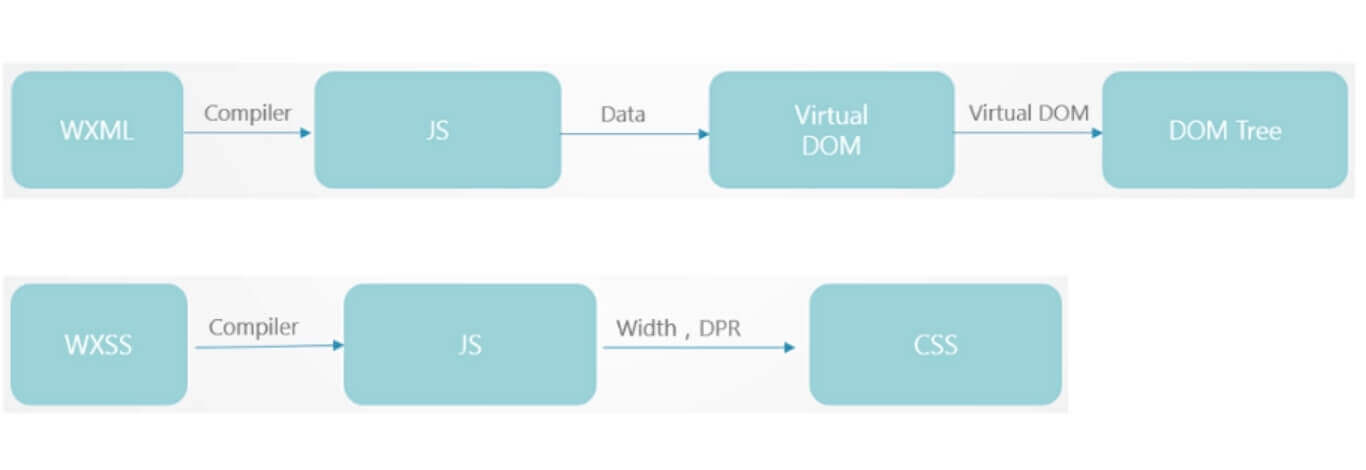 WXML
Compiler
JS
Data
Virtual
DOM
Virtual DOM
DOM Tree
WXSS
Compiler
JS
Width , DPR
CSS